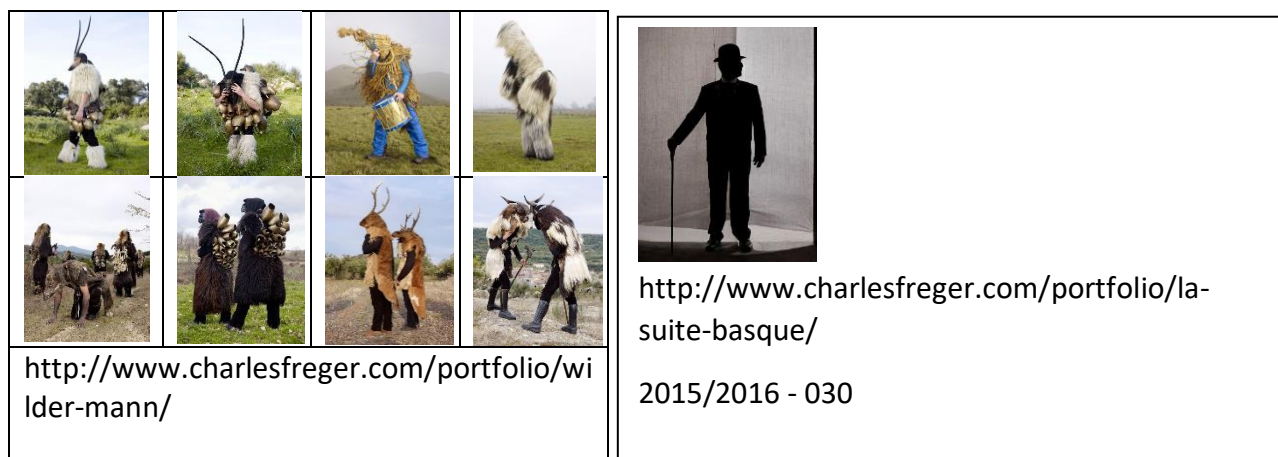 http://www.charlesfreger.com/portfolio/wi
lder-mann/
http://www.charlesfreger.com/portfolio/la-
suite-basque/
2015/2016 - 030